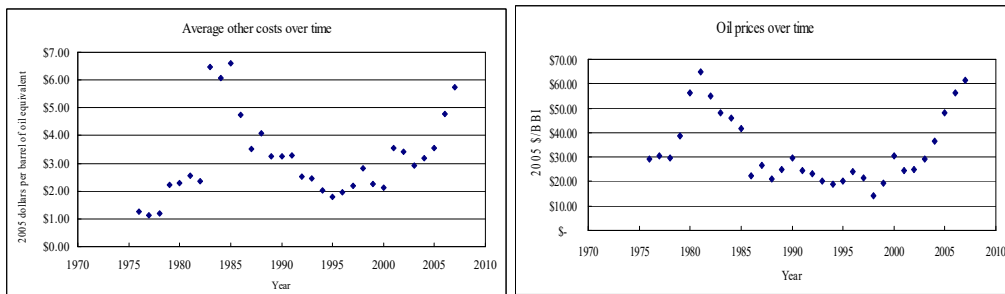 Average other costs over time
2005 dollars per barrel of oil equivalent
$7.00
$6.00
$5.00
$4.00
$3.00
$2.00
$1.00
$0.00
1970 1975 1980 1985 1990 1995 2000 2005 2010
Year
Oil prices over time
2005 $/BBl
$70.00
$60.00
$50.00
$40.00
$30.00
$20.00
$10.00
$-
1970 1975 1980 1985 1990 1995 2000 2005 2010
Year